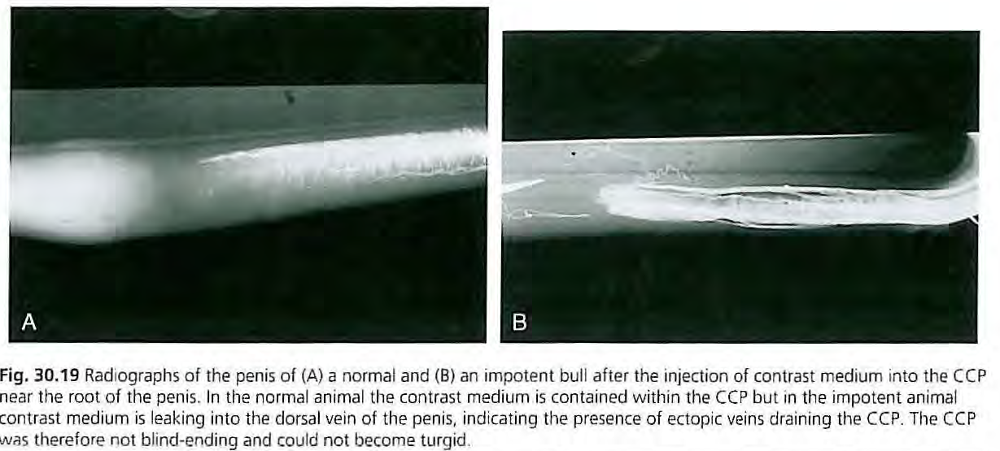 A
B
Fig. 30.19 Radiographs of the penis of (A) a normal and (B) an impotent bull after the injection of contrast medium into the CCP
near the root of the penis. In the normal animal the contrast medium is contained within the CCP but in the impotent animal
contrast medium is leaking into the dorsal vein of the penis, indicating the presence of ectopic veins draining the CCP. The CCP
was therefore not blind-ending and could not become turgid.